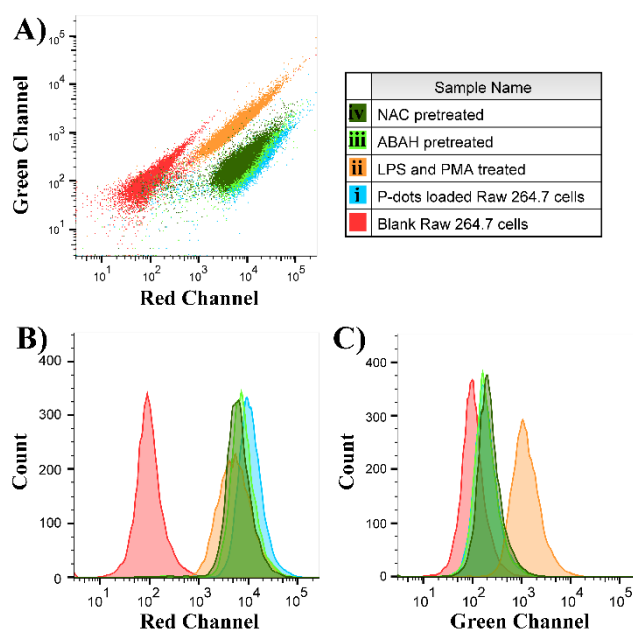 A)
Green Channel
10^5
10^4
10^3
10^2
10^1
10^1 10^2 10^3 10^4 10^5
Red Channel
Sample Name
iv NAC pretreated
iii ABAH pretreated
ii LPS and PMA treated
i P-dots loaded Raw 264.7 cells
Blank Raw 264.7 cells
B)
Count
400
300
200
100
0
10^1 10^2 10^3 10^4 10^5
Red Channel
C)
Count
400
300
200
100
0
10^1 10^2 10^3 10^4 10^5
Green Channel